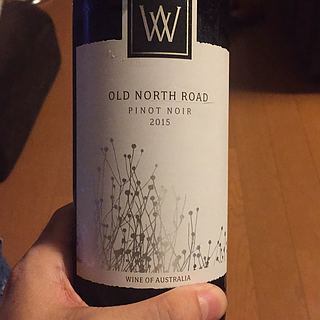 W
OLD NORTH ROAD
PINOT NOIR
2015
WINE OF AUSTRALIA